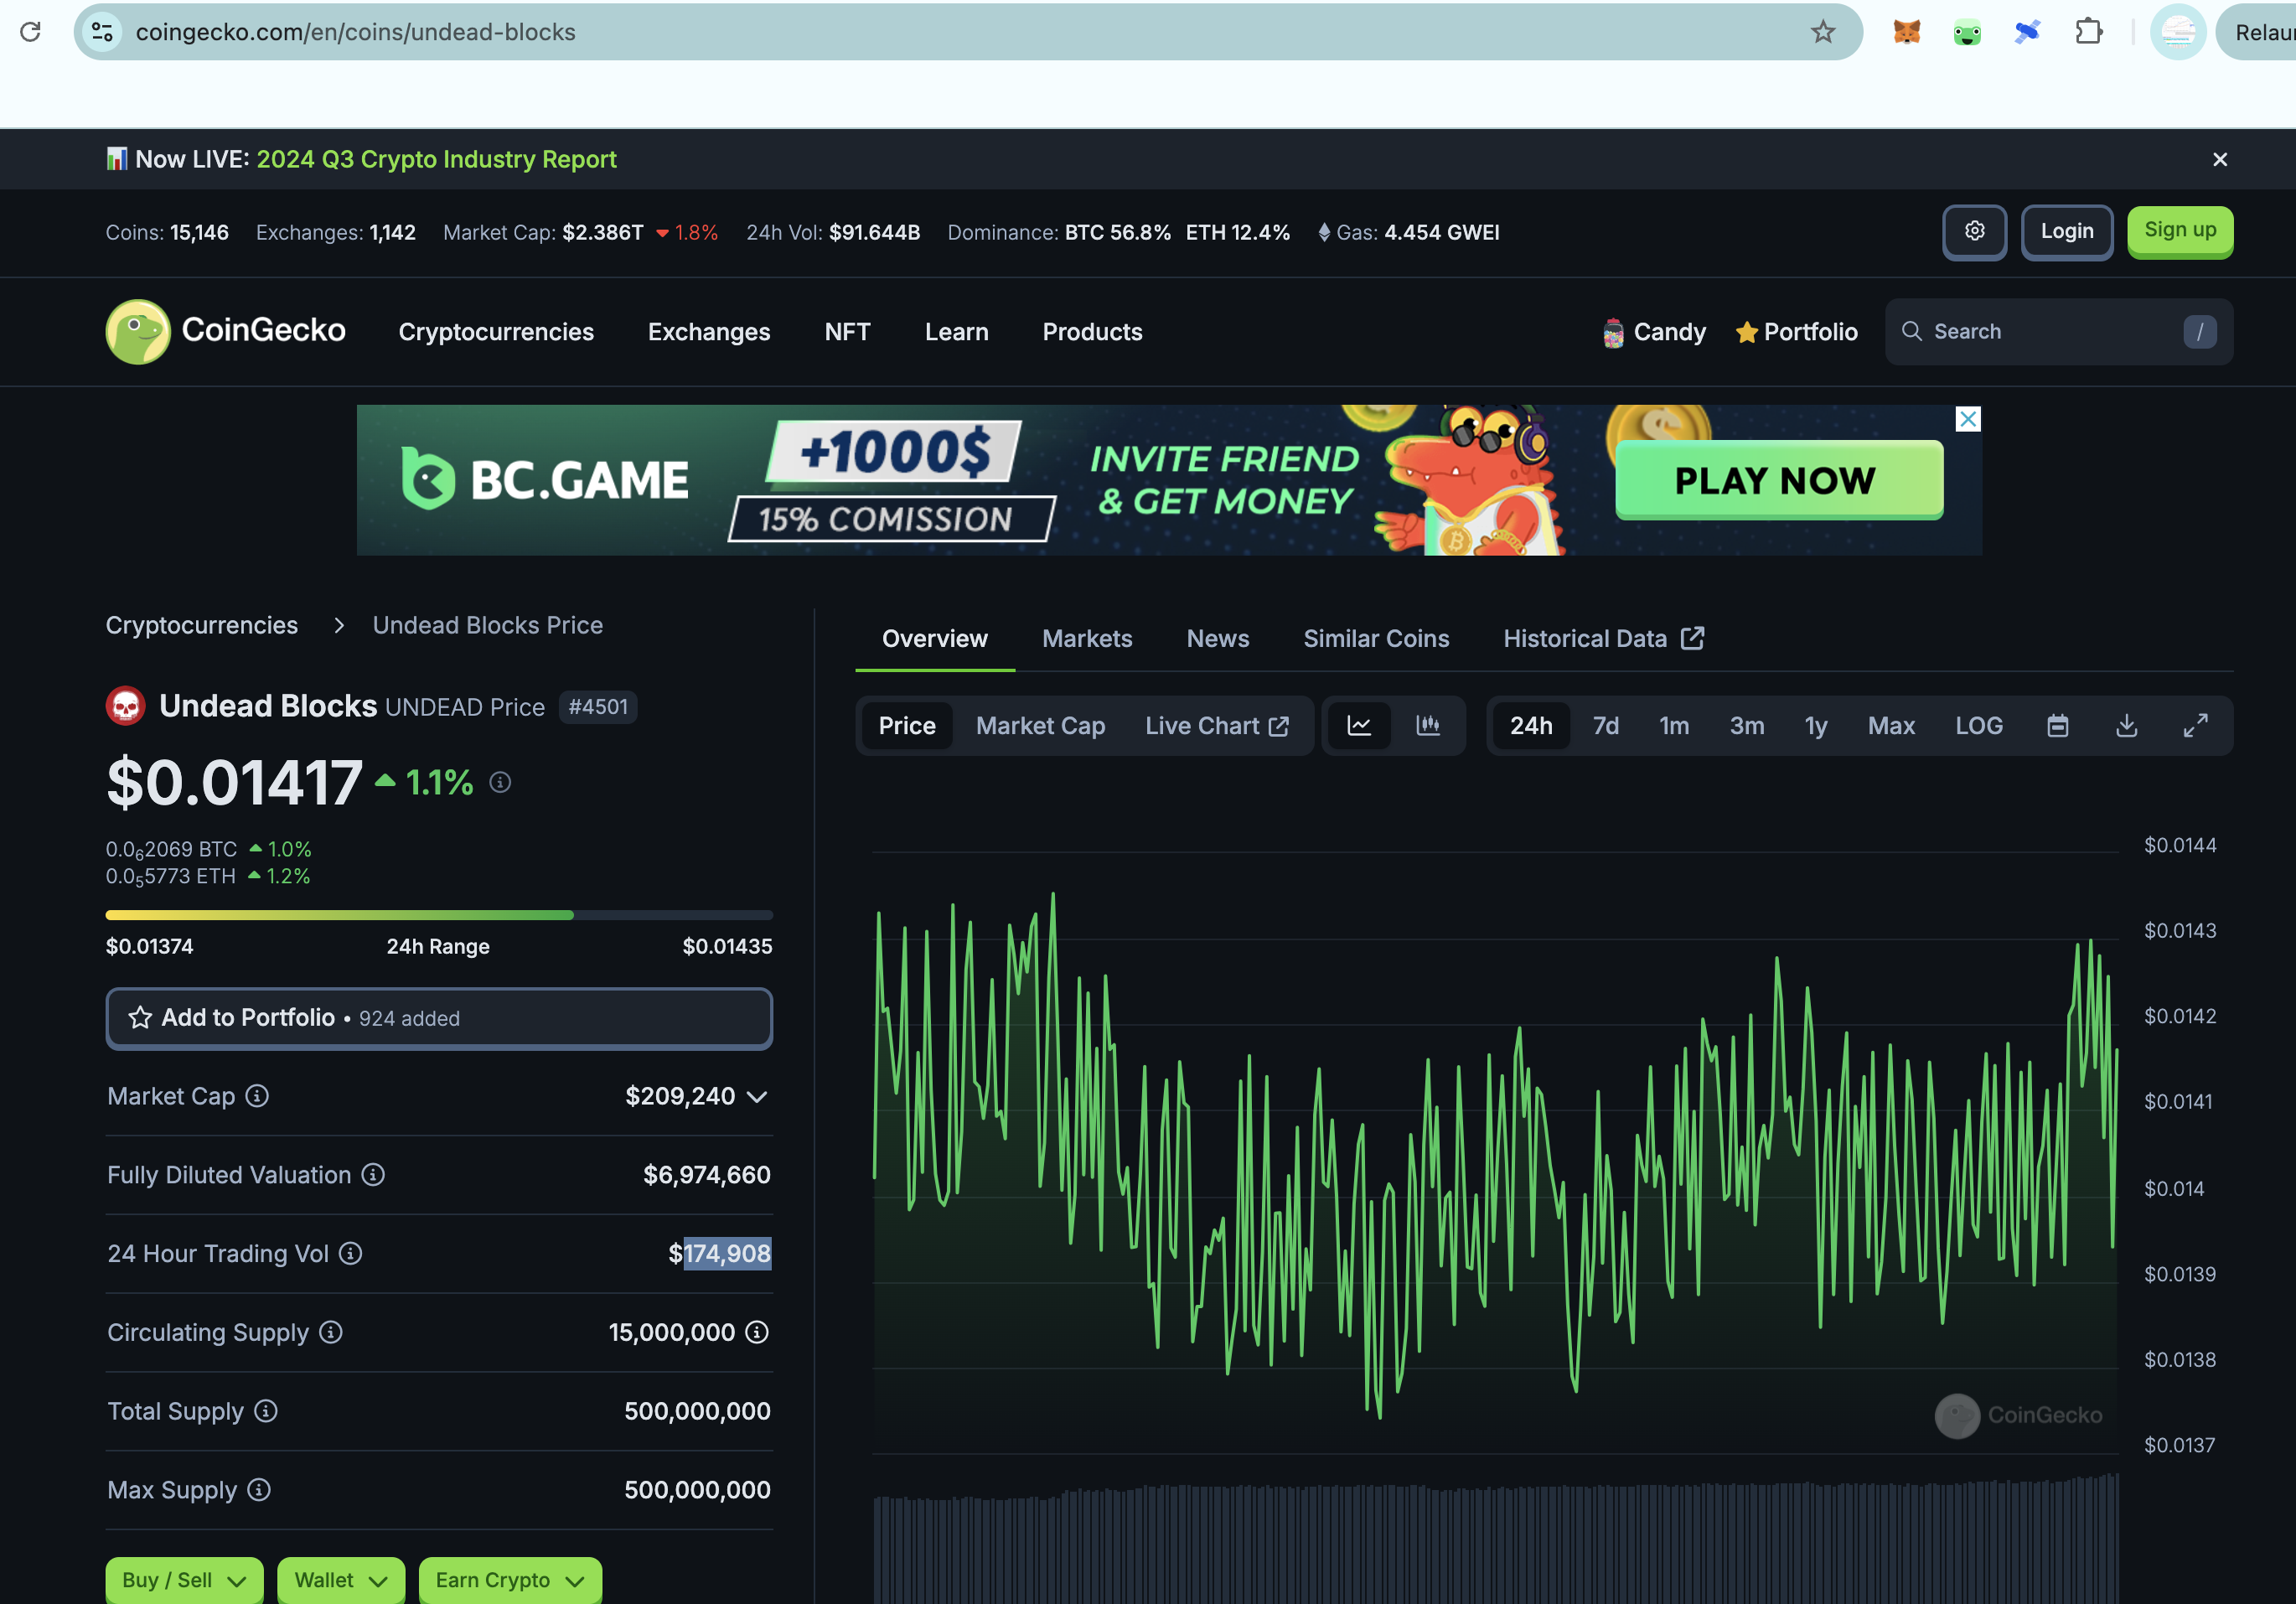 coingecko.com/en/coins/undead-blocks
Relau
Now LIVE: 2024 Q3 Crypto Industry Report
Coins: 15,146 Exchanges: 1,142 Market Cap: $2.386T 1.8% 24h Vol: $91.644B Dominance: BTC 56.8% ETH 12.4% Gas: 4.454 GWEI
Login
Sign up
CoinGecko
Cryptocurrencies Exchanges NFT Learn Products
Candy Portfolio
Search /
BC.GAME
+1000$
15% COMISSION
INVITE FRIEND
& GET MONEY
PLAY NOW
Cryptocurrencies > Undead Blocks Price
Undead Blocks UNDEAD Price #4501
$0.01417 1.1%
0.0₆2069 BTC 1.0%
0.0₅5773 ETH 1.2%
$0.01374 24h Range $0.01435
Add to Portfolio • 924 added
Market Cap $209,240
Fully Diluted Valuation $6,974,660
24 Hour Trading Vol $174,908
Circulating Supply 15,000,000
Total Supply 500,000,000
Max Supply 500,000,000
Buy / Sell Wallet Earn Crypto
Overview Markets News Similar Coins Historical Data
Price Market Cap Live Chart 24h 7d 1m 3m 1y Max LOG
$0.0144
$0.0143
$0.0142
$0.0141
$0.014
$0.0139
$0.0138
CoinGecko
$0.0137